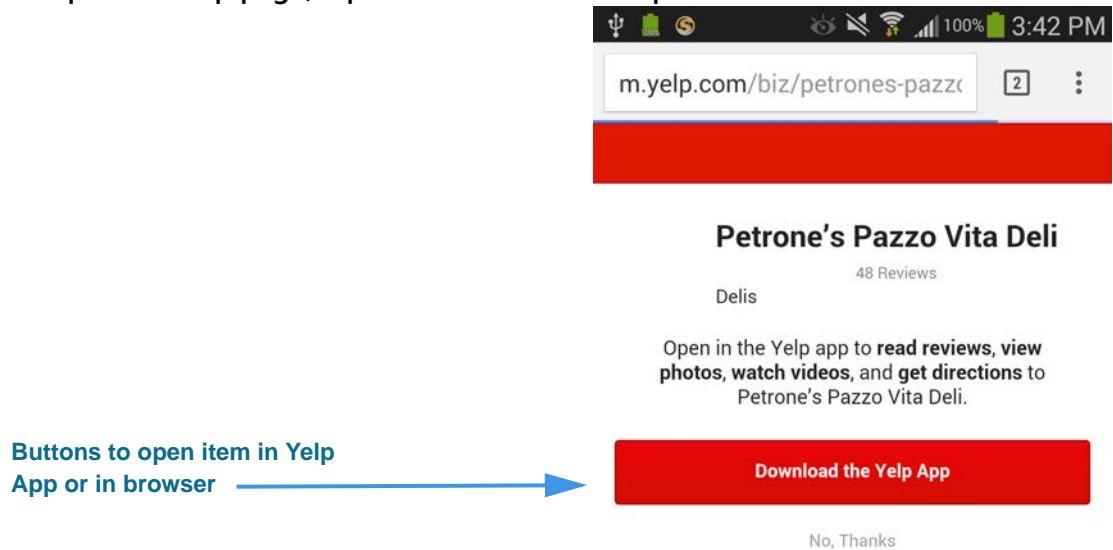 100% 3:42 PM
m.yelp.com/biz/petrones-pazzo
2
Petrone's Pazzo Vita Deli
48 Reviews
Delis
Open in the Yelp app to read reviews, view
photos, watch videos, and get directions to
Petrone's Pazzo Vita Deli.
Buttons to open item in Yelp
App or in browser
Download the Yelp App
No, Thanks